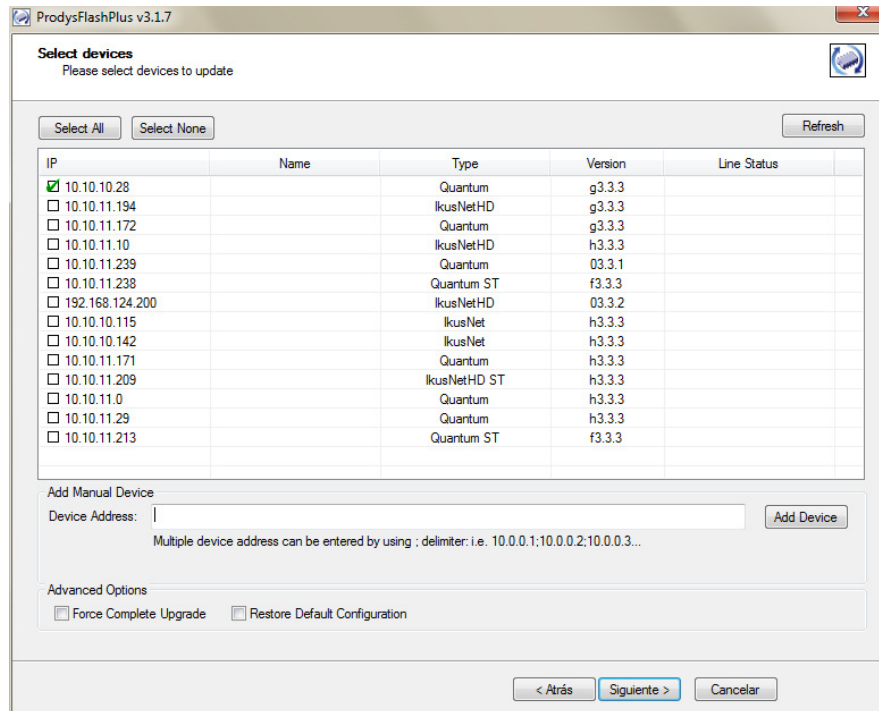 ProdysFlashPlus v3.1.7
Select devices
Please select devices to update
Select All Select None Refresh
IP Name Type Version Line Status
10.10.10.28 Quantum g3.3.3
10.10.11.194 IkusNetHD g3.3.3
10.10.11.172 Quantum g3.3.3
10.10.11.10 IkusNetHD h3.3.3
10.10.11.239 Quantum 03.3.1
10.10.11.238 Quantum ST f3.3.3
192.168.124.200 IkusNetHD 03.3.2
10.10.10.115 IkusNet h3.3.3
10.10.10.142 IkusNet h3.3.3
10.10.11.171 Quantum h3.3.3
10.10.11.209 IkusNetHD ST h3.3.3
10.10.11.0 Quantum h3.3.3
10.10.11.29 Quantum h3.3.3
10.10.11.213 Quantum ST f3.3.3
Add Manual Device
Device Address: Add Device
Multiple device address can be entered by using ; delimiter: i.e. 10.0.0.1;10.0.0.2;10.0.0.3...
Advanced Options
Force Complete Upgrade Restore Default Configuration
< Atrás Siguiente > Cancelar